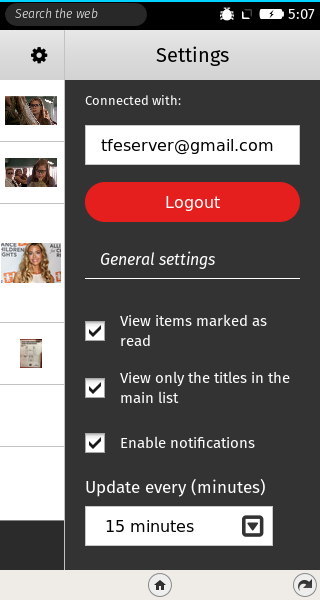 Search the web
5:07
Settings
Connected with:
tfeserver@gmail.com
Logout
General settings
View items marked as
read
View only the titles in the
main list
Enable notifications
Update every (minutes)
15 minutes